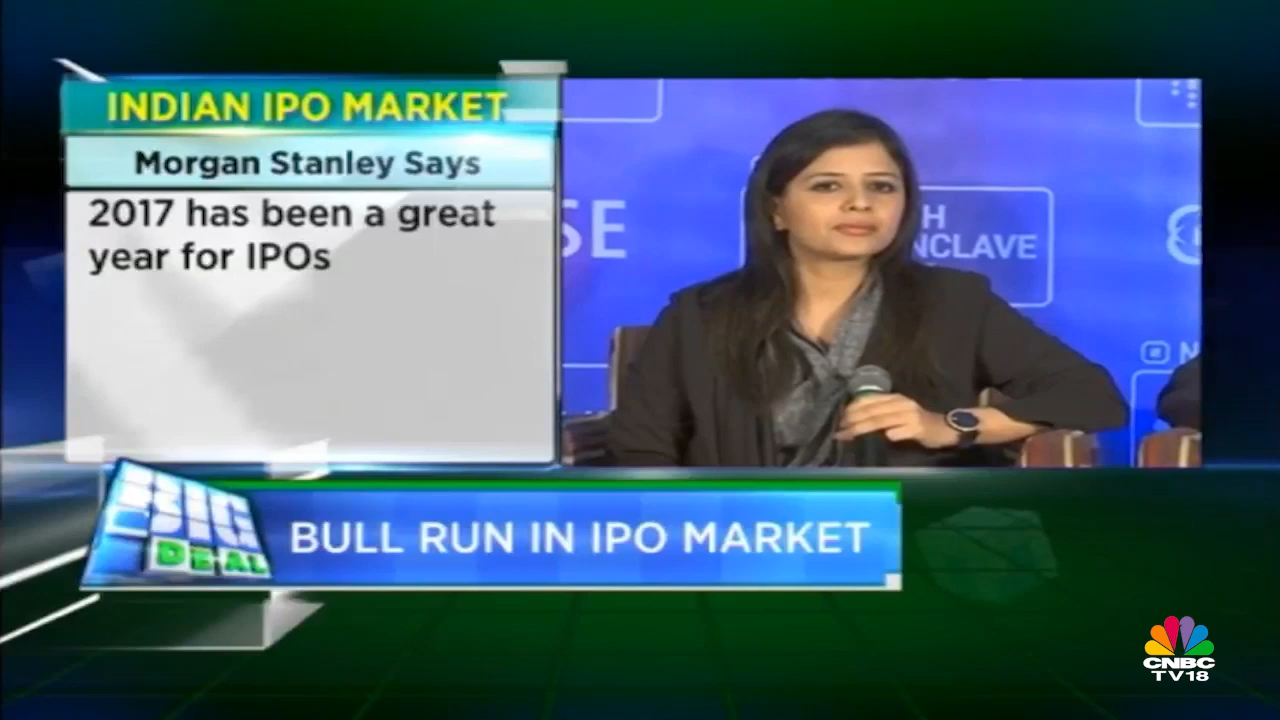 INDIAN IPO MARKET
Morgan Stanley Says
2017 has been a great
year for IPOs
SE
H
NCLAVE
N
BIG
DEAL
BULL RUN IN IPO MARKET
CNBC
TV18